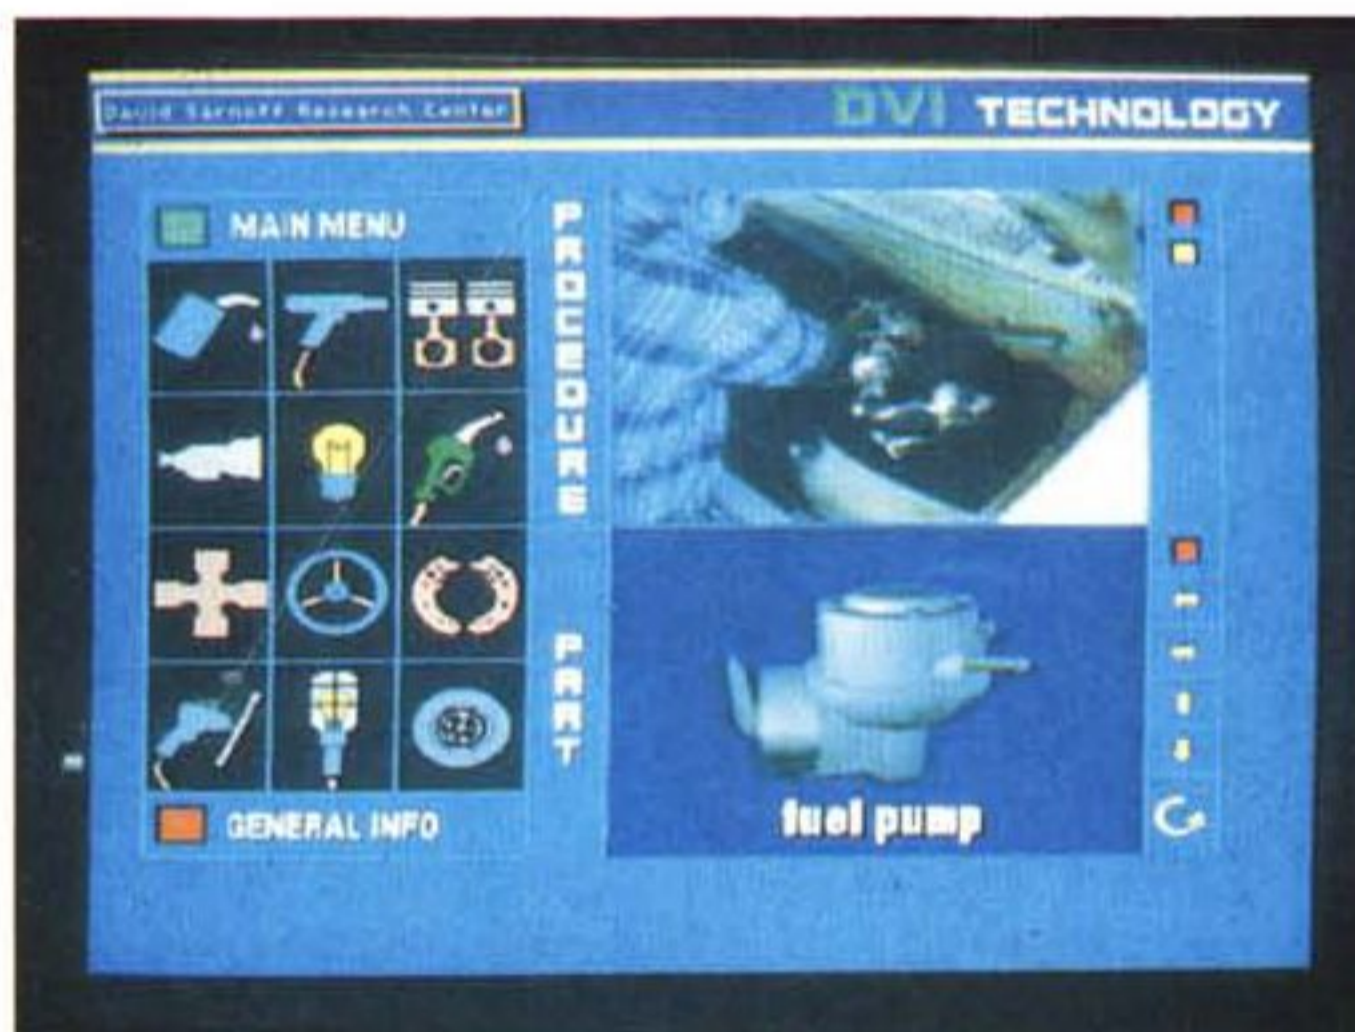 David Sarnoff Research Center
DVI TECHNOLOGY
MAIN MENU
PROCEDURE
PART
fuel pump
GENERAL INFO